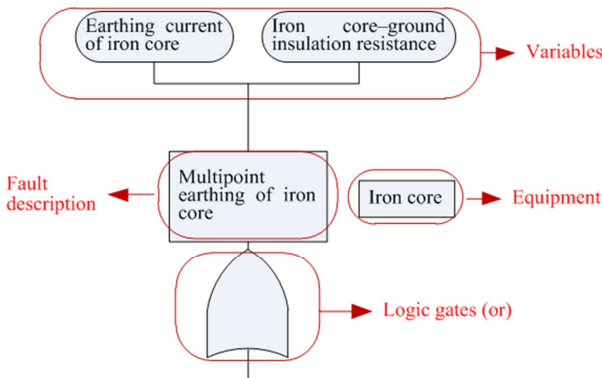 Earthing current
of iron core
Iron core–ground
insulation resistance
Variables
Fault
description
Multipoint
earthing of iron
core
Iron core
Equipment
Logic gates (or)